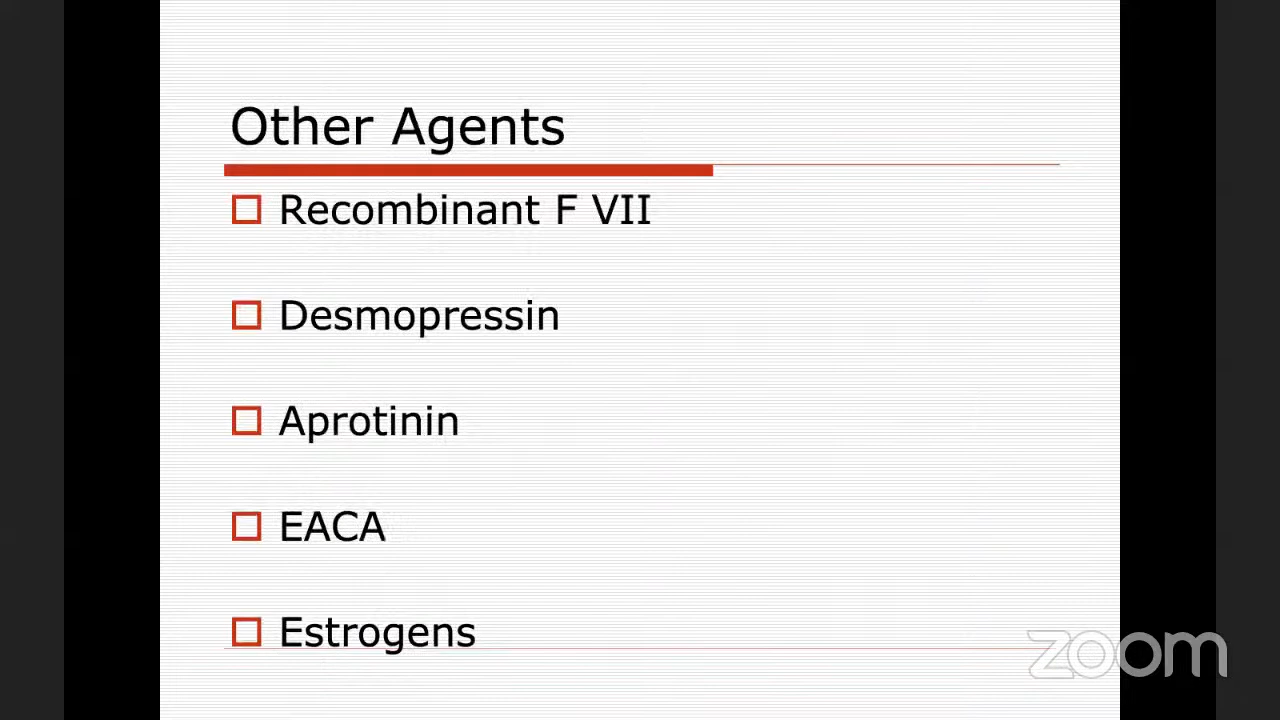 Other Agents
Recombinant F VII
Desmopressin
Aprotinin
EACA
Estrogens
zoom